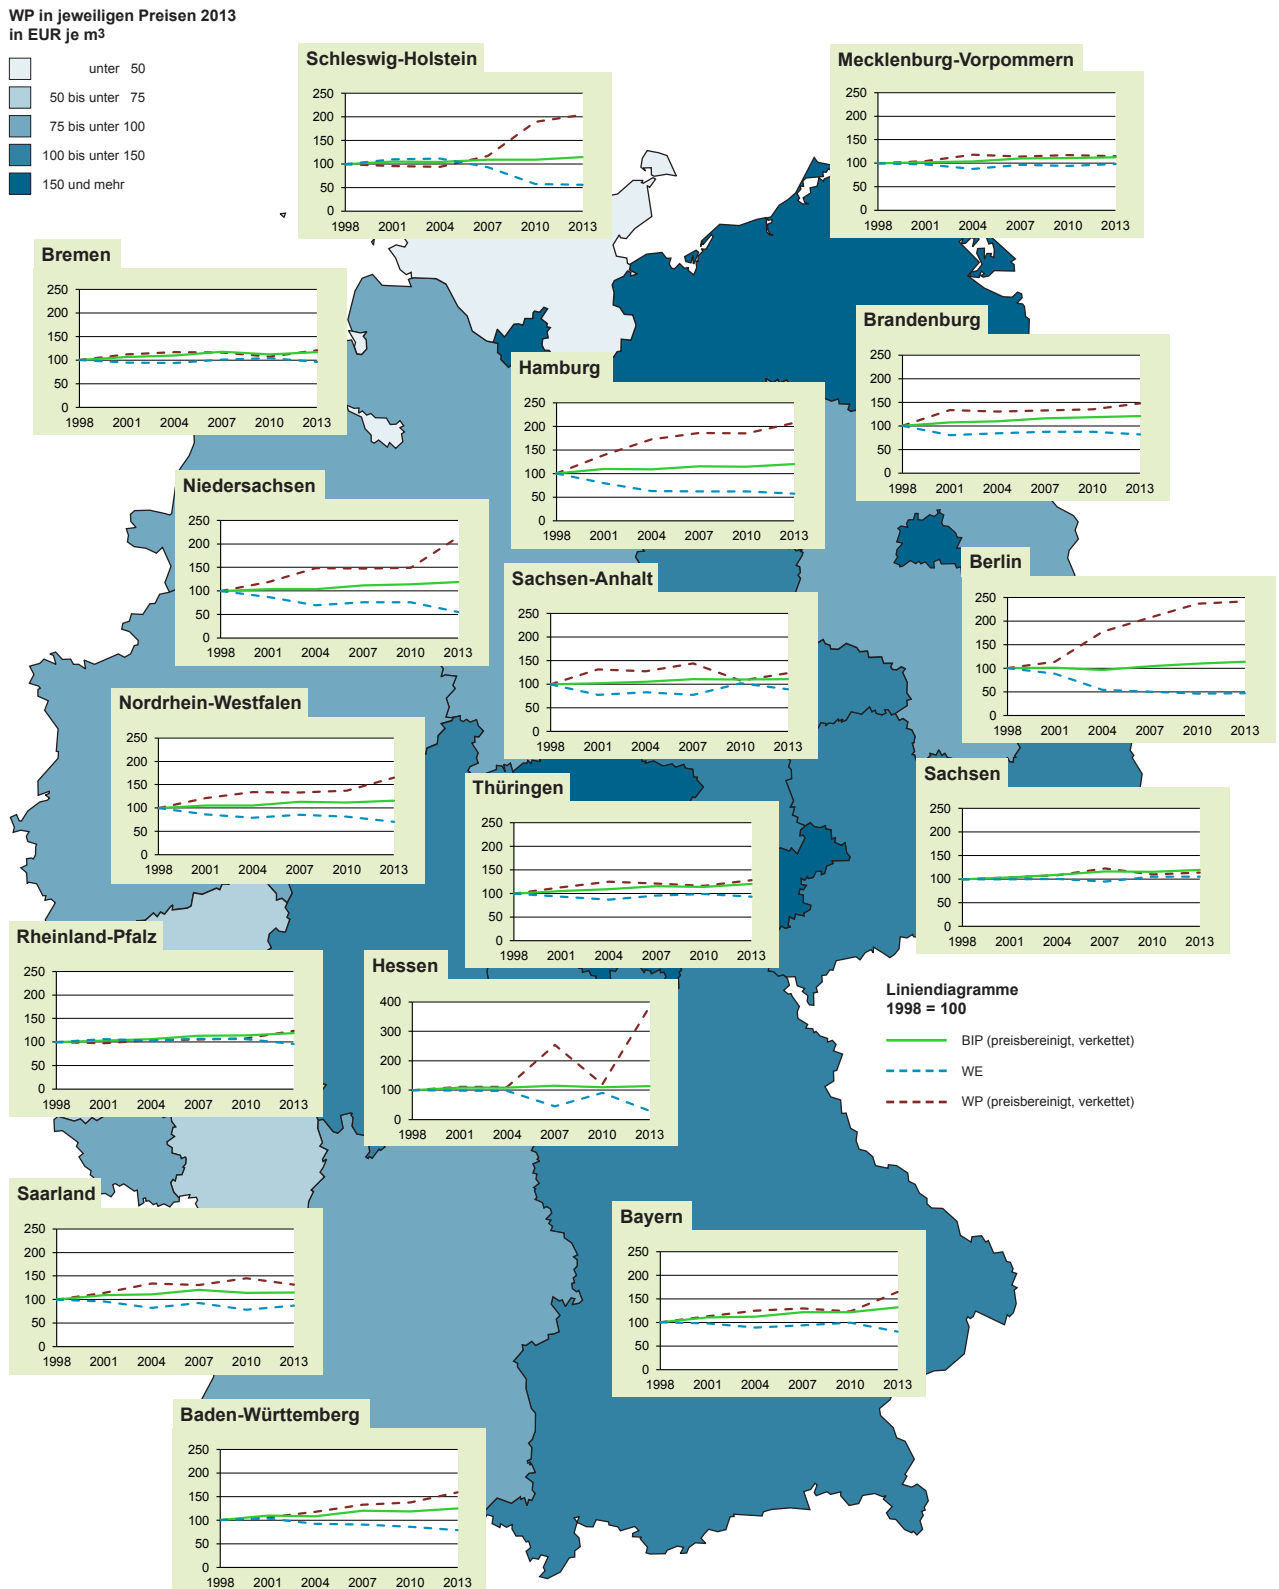 WP in jeweiligen Preisen 2013
in EUR je m³
unter 50
50 bis unter 75
75 bis unter 100
100 bis unter 150
150 und mehr
Schleswig-Holstein
250
200
150
100
50
0
1998 2001 2004 2007 2010 2013
Mecklenburg-Vorpommern
250
200
150
100
50
0
1998 2001 2004 2007 2010 2013
Bremen
250
200
150
100
50
0
1998 2001 2004 2007 2010 2013
Brandenburg
250
200
150
100
50
0
1998 2001 2004 2007 2010 2013
Hamburg
250
200
150
100
50
0
1998 2001 2004 2007 2010 2013
Niedersachsen
250
200
150
100
50
0
1998 2001 2004 2007 2010 2013
Sachsen-Anhalt
250
200
150
100
50
0
1998 2001 2004 2007 2010 2013
Berlin
250
200
150
100
50
0
1998 2001 2004 2007 2010 2013
Nordrhein-Westfalen
250
200
150
100
50
0
1998 2001 2004 2007 2010 2013
Thüringen
250
200
150
100
50
0
1998 2001 2004 2007 2010 2013
Sachsen
250
200
150
100
50
0
1998 2001 2004 2007 2010 2013
Rheinland-Pfalz
250
200
150
100
50
0
1998 2001 2004 2007 2010 2013
Hessen
400
300
200
100
0
1998 2001 2004 2007 2010 2013
Liniendiagramme
1998 = 100
BIP (preisbereinigt, verkettet)
WE
WP (preisbereinigt, verkettet)
Saarland
250
200
150
100
50
0
1998 2001 2004 2007 2010 2013
Bayern
250
200
150
100
50
0
1998 2001 2004 2007 2010 2013
Baden-Württemberg
250
200
150
100
50
0
1998 2001 2004 2007 2010 2013